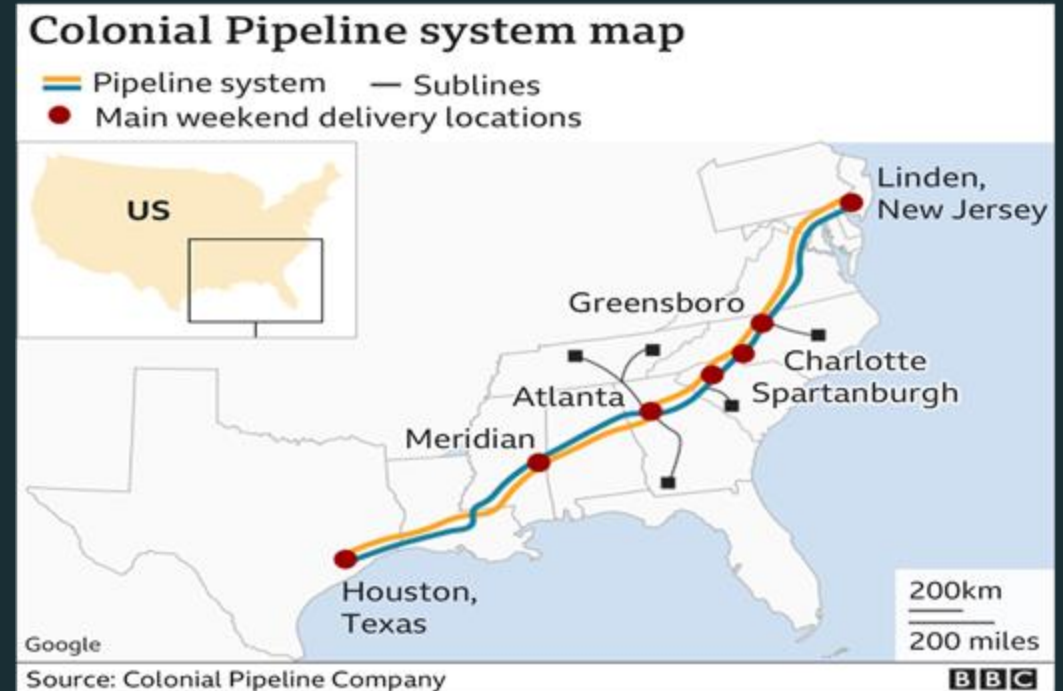 Colonial Pipeline system map
Pipeline system
Sublines
Main weekend delivery locations
US
Linden,
New Jersey
Greensboro
Charlotte
Spartanburgh
Atlanta
Meridian
Houston,
Texas
200km
200 miles
Google
Source: Colonial Pipeline Company
BBC